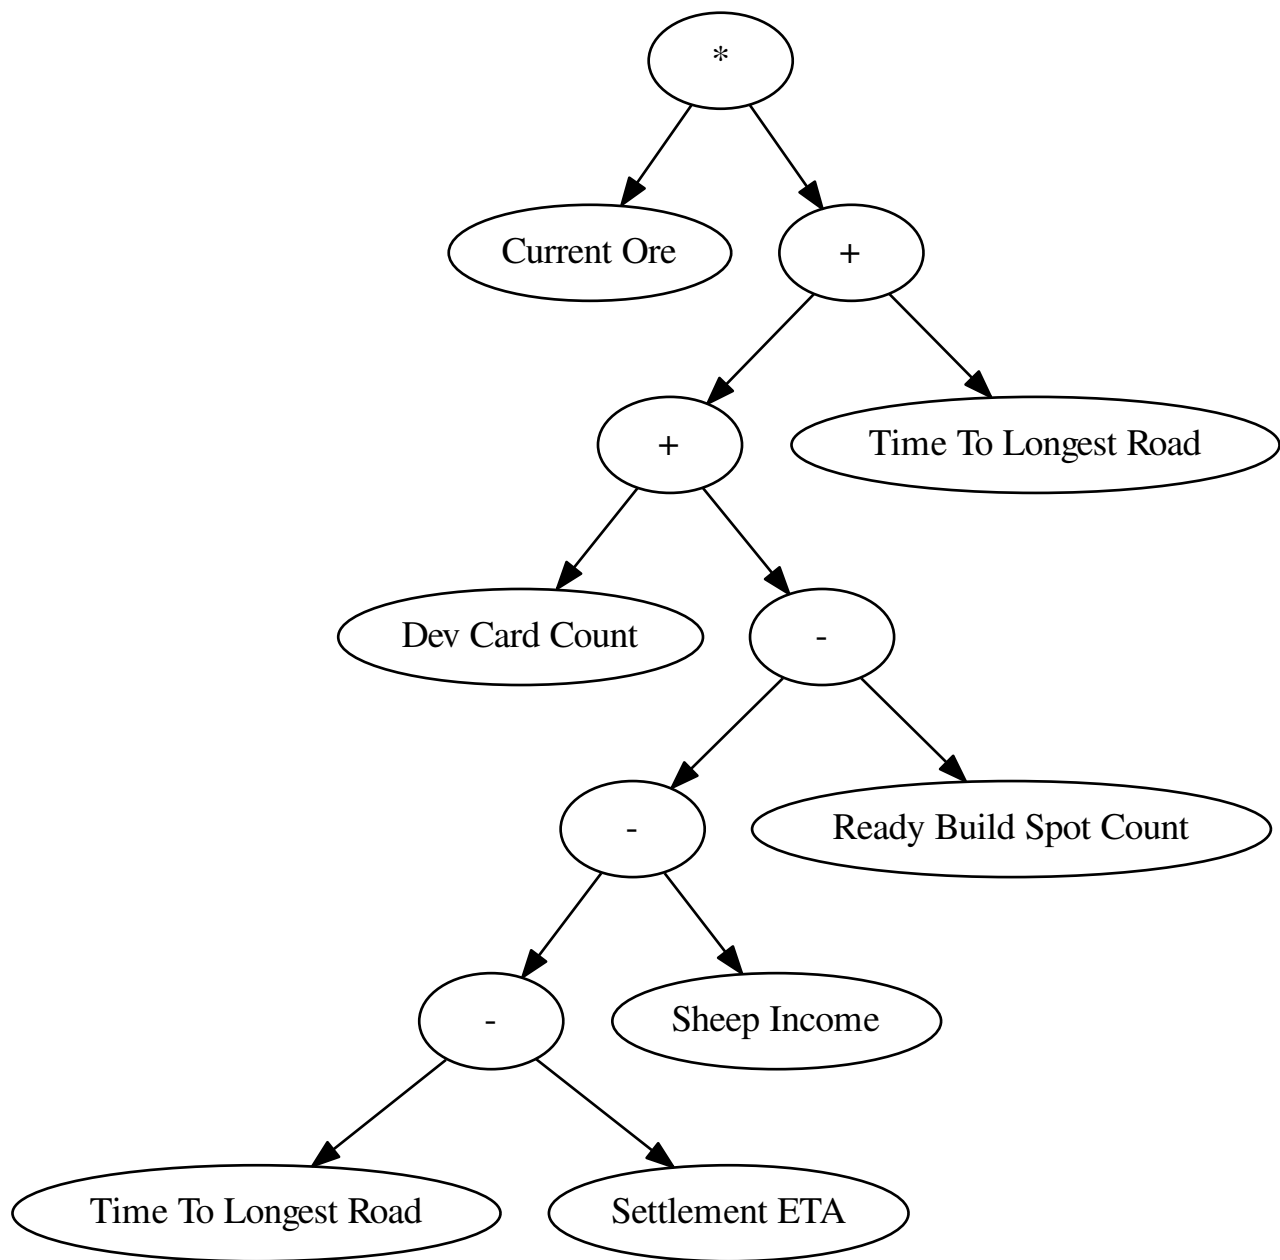 *
Current Ore
+
+
Time To Longest Road
Dev Card Count
-
-
Ready Build Spot Count
-
Sheep Income
Time To Longest Road
Settlement ETA